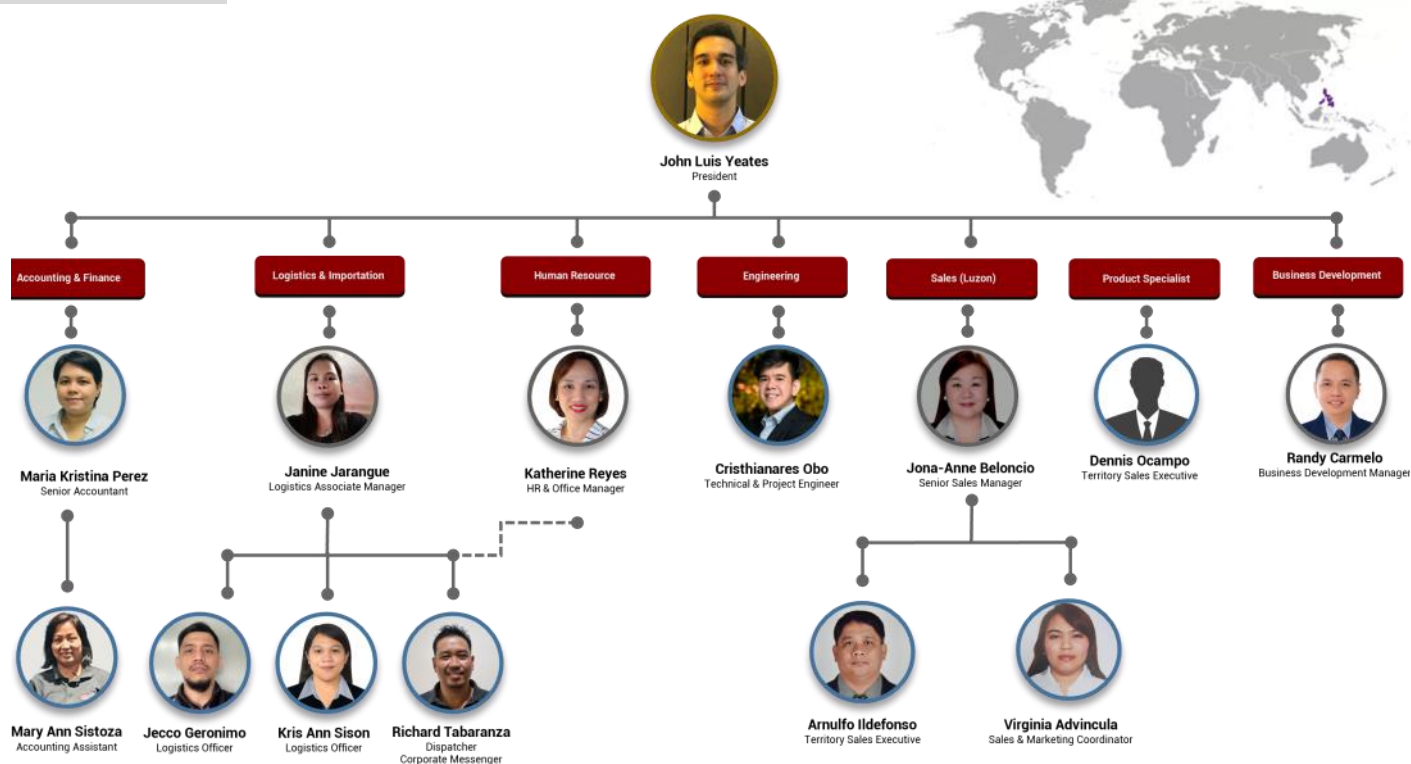 John Luis Yeates
President
Accounting & Finance
Logistics & Importation
Human Resource
Engineering
Sales (Luzon)
Product Specialist
Business Development
Maria Kristina Perez
Senior Accountant
Janine Jarangue
Logistics Associate Manager
Katherine Reyes
HR & Office Manager
Cristhianares Obo
Technical & Project Engineer
Jona-Anne Beloncio
Senior Sales Manager
Dennis Ocampo
Territory Sales Executive
Randy Carmelo
Business Development Manager
Mary Ann Sistoza
Accounting Assistant
Jecco Geronimo
Logistics Officer
Kris Ann Sison
Logistics Officer
Richard Tabaranza
Dispatcher
Corporate Messenger
Arnulfo Ildefonso
Territory Sales Executive
Virginia Advincula
Sales & Marketing Coordinator